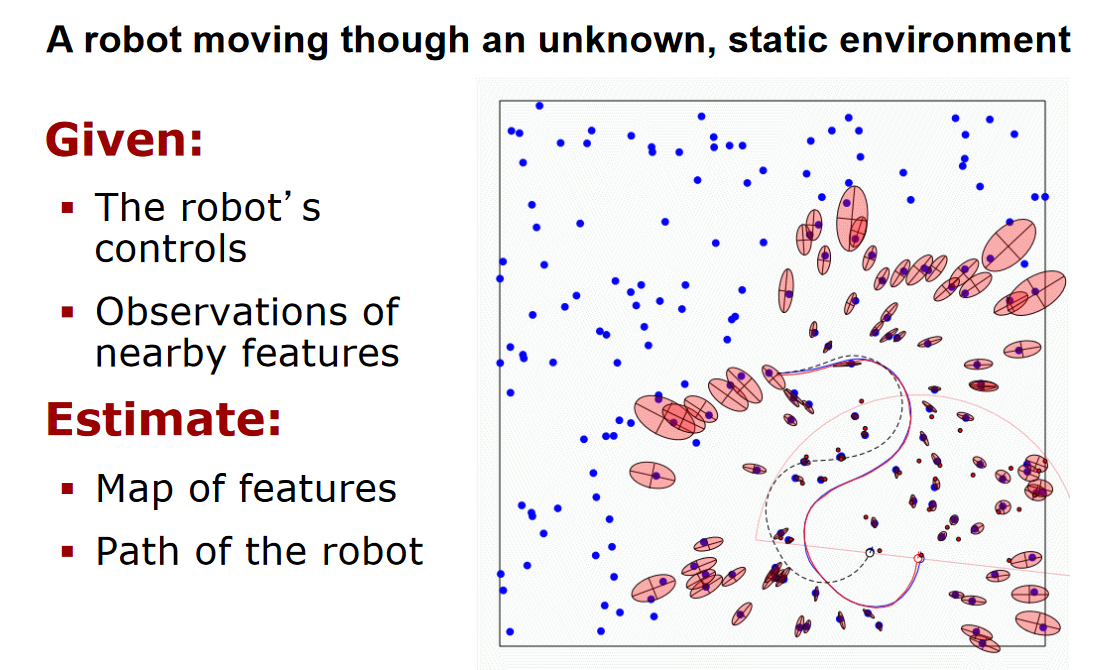 A robot moving though an unknown, static environment
Given:
▪ The robot’s
controls
▪ Observations of
nearby features
Estimate:
▪ Map of features
▪ Path of the robot